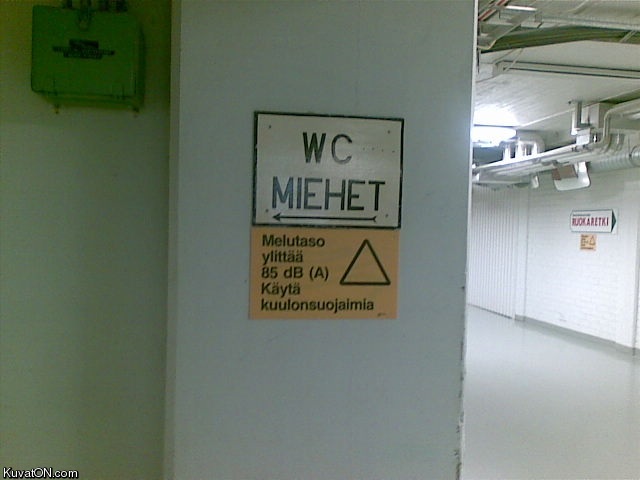 WC
MIEHET
Melutaso
ylittää
85 dB (A)
Käytä
kuulonsuojaimia
RUOKARETKI
KuvatON.com